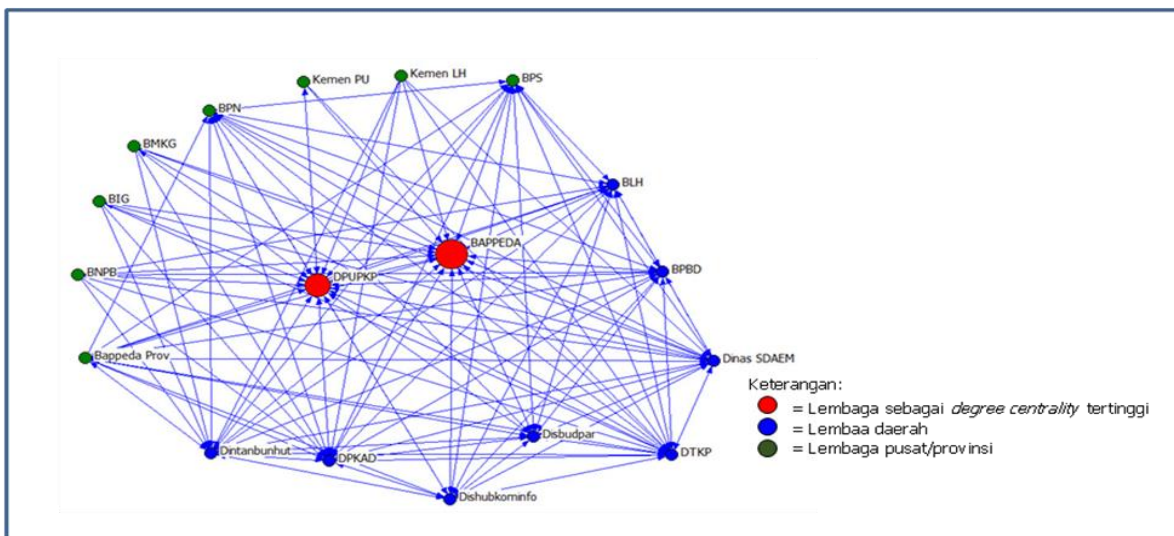 Kemen PU
Kemen LH
BPS
BPN
BMKG
BLH
BIG
BAPPEDA
BPBD
BNPB
DPUPKP
Bappeda Prov
Dinas SDAEM
Keterangan:
= Lembaga sebagai degree centrality tertinggi
= Lembaa daerah
= Lembaga pusat/provinsi
Disbudpar
Dintanbunhut
DPKAD
DTKP
Dishubkominfo